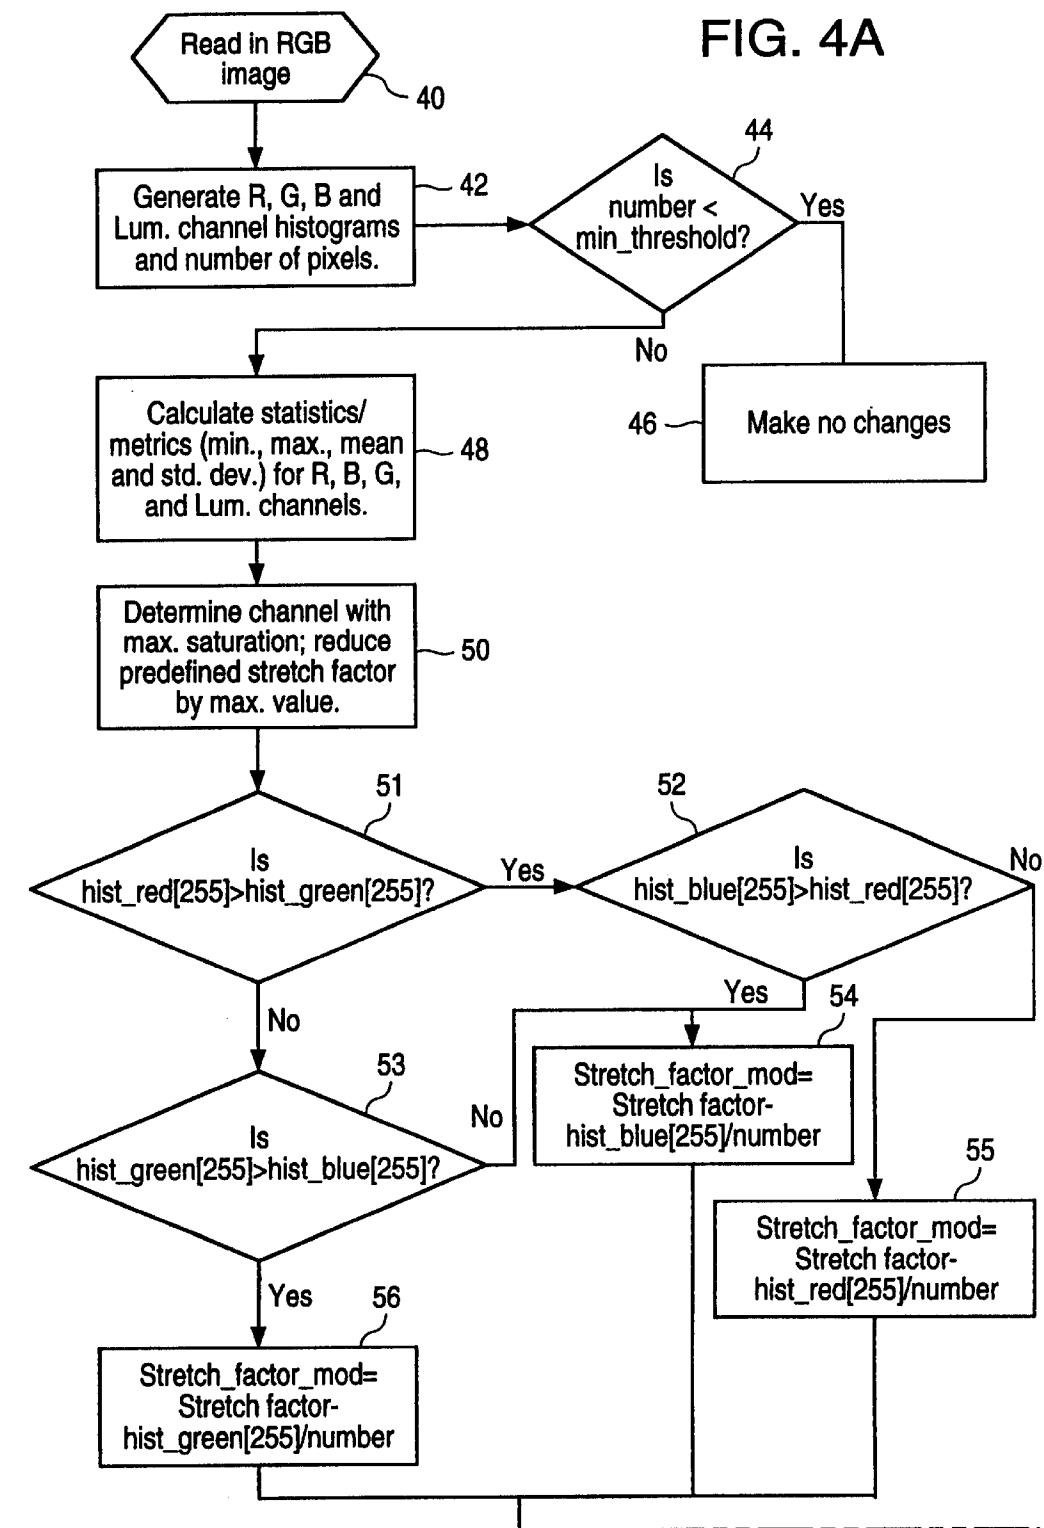 FIG. 4A
Read in RGB
image
40
Generate R, G, B and
Lum. channel histograms
and number of pixels.
42
44
Is
number <
min_threshold?
Yes
No
46
Make no changes
Calculate statistics/
metrics (min., max., mean
and std. dev.) for R, B, G,
and Lum. channels.
48
Determine channel with
max. saturation; reduce
predefined stretch factor
by max. value.
50
51
Is
hist_red[255]>hist_green[255]?
Yes
52
Is
hist_blue[255]>hist_red[255]?
No
No
Yes
54
Stretch_factor_mod=
Stretch factor-
hist_blue[255]/number
53
Is
hist_green[255]>hist_blue[255]?
No
55
Stretch_factor_mod=
Stretch factor-
hist_red[255]/number
Yes
56
Stretch_factor_mod=
Stretch factor-
hist_green[255]/number